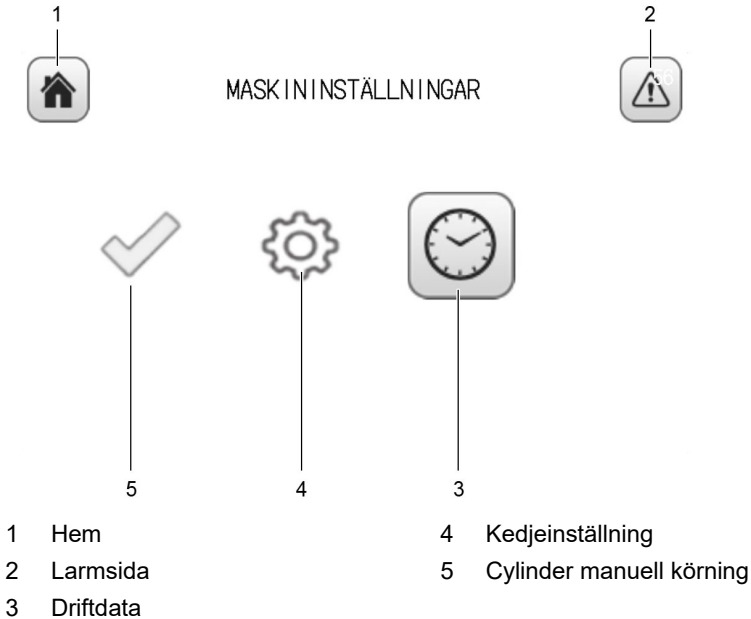 1
2
MASKININSTÄLLNINGAR
5
4
3
1 Hem
2 Larmsida
3 Driftdata
4 Kedjeinställning
5 Cylinder manuell körning